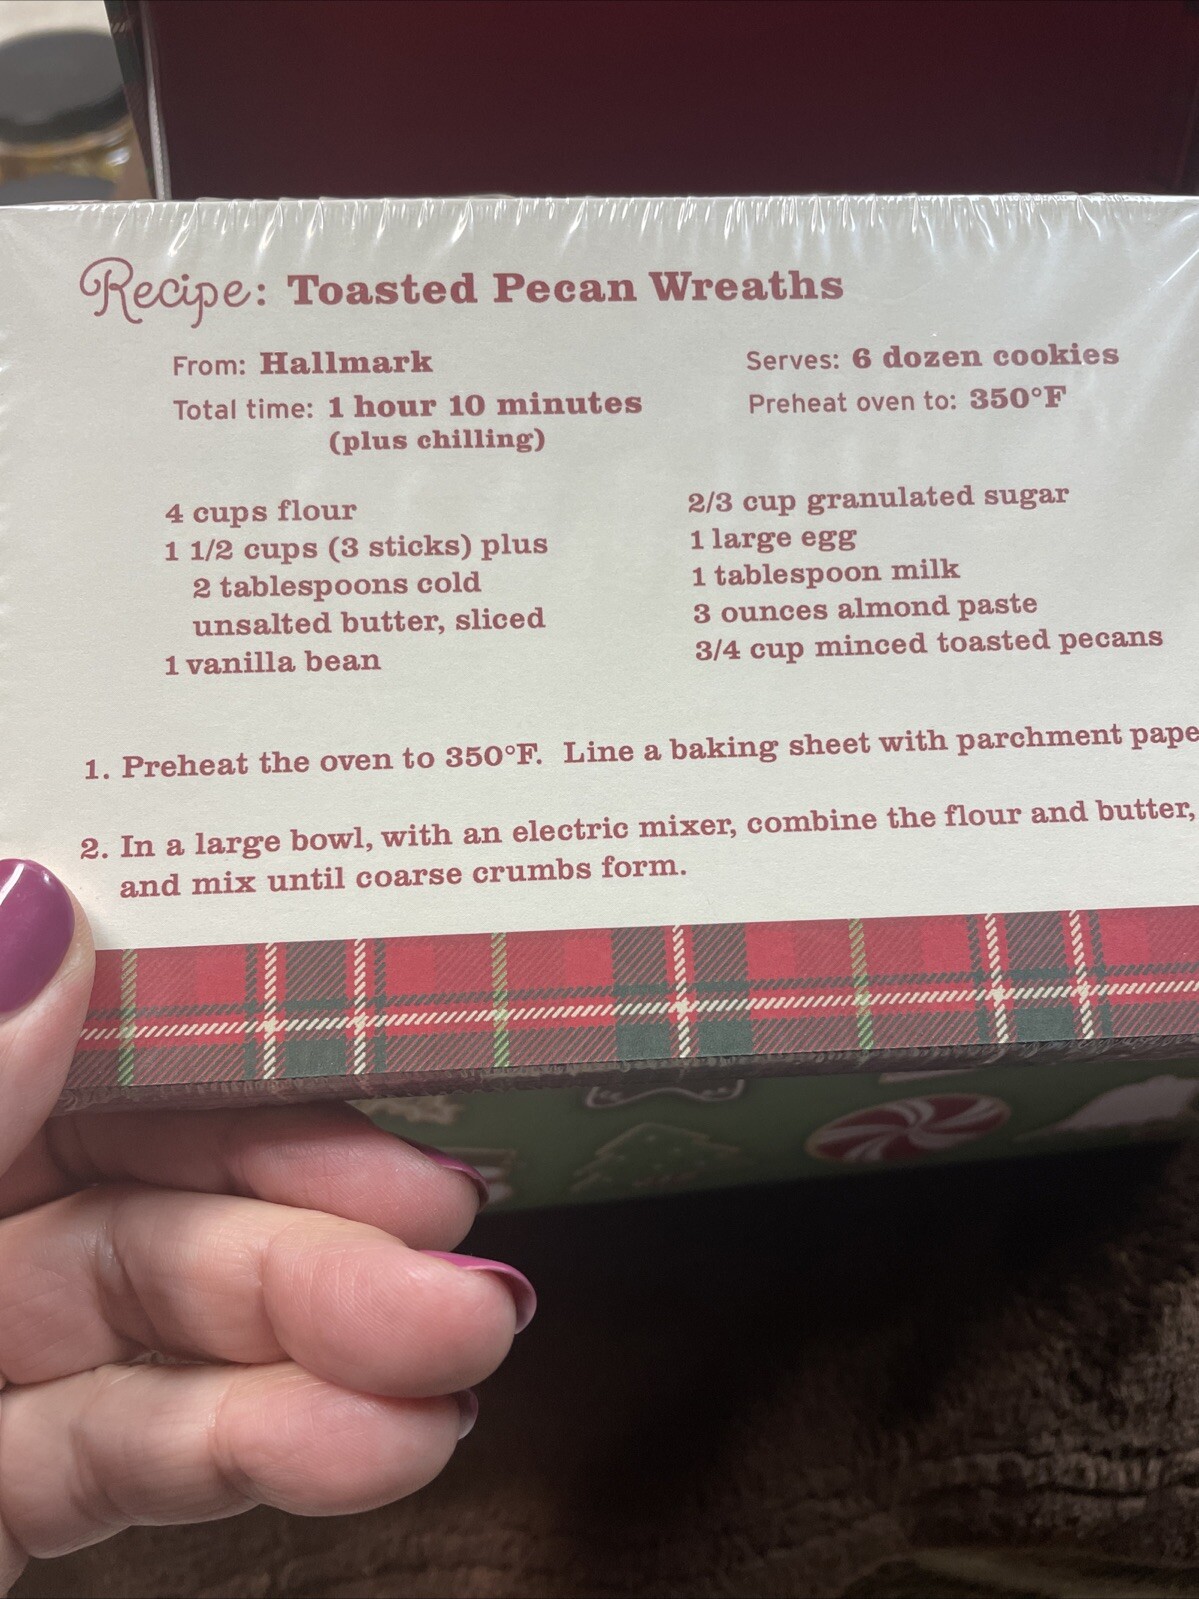 Recipe: Toasted Pecan Wreaths
From: Hallmark
Serves: 6 dozen cookies
Total time: 1 hour 10 minutes
(plus chilling)
Preheat oven to: 350°F
4 cups flour
1 1/2 cups (3 sticks) plus
2 tablespoons cold
unsalted butter, sliced
1 vanilla bean
2/3 cup granulated sugar
1 large egg
1 tablespoon milk
3 ounces almond paste
3/4 cup minced toasted pecans
1. Preheat the oven to 350°F. Line a baking sheet with parchment pape
2. In a large bowl, with an electric mixer, combine the flour and butter,
and mix until coarse crumbs form.